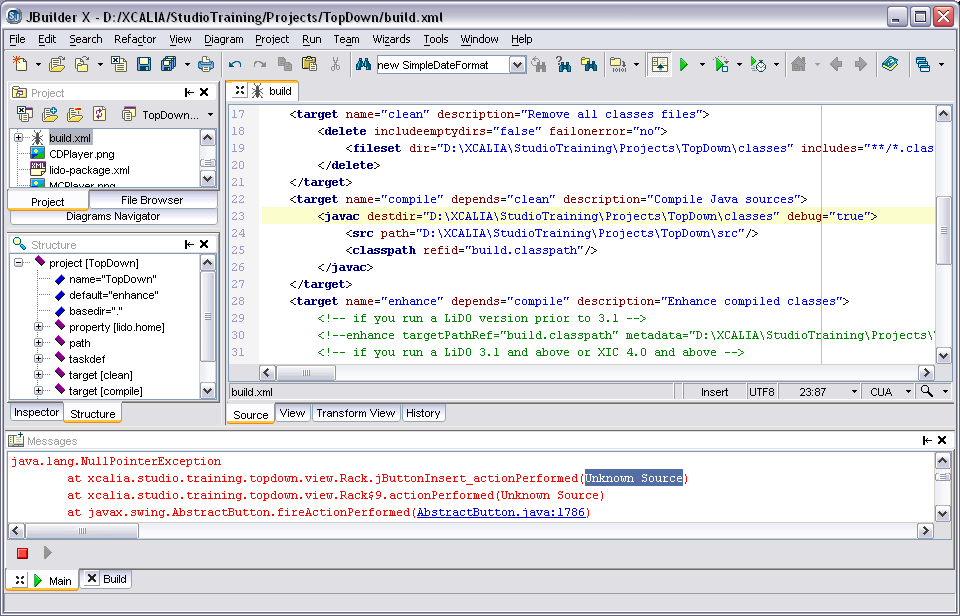 JBuilder X - D:/XCALIA/StudioTraining/Projects/TopDown/build.xml
File Edit Search Refactor View Diagram Project Run Team Wizards Tools Window Help
new SimpleDateFormat
Project
TopDown...
build.xml
CDPlayer.png
lido-package.xml
MCPlayer.png
Project File Browser
Diagrams Navigator
Structure
project [TopDown]
name="TopDown"
default="enhance"
basedir="."
property [lido.home]
path
taskdef
target [clean]
target [compile]
Inspector Structure
build
17 <target name="clean" description="Remove all classes files">
18 <delete includeemptydirs="false" failonerror="no">
19 <fileset dir="D:\XCALIA\StudioTraining\Projects\TopDown\classes" includes="**/*.clas
20 </delete>
21 </target>
22 <target name="compile" depends="clean" description="Compile Java sources">
23 <javac destdir="D:\XCALIA\StudioTraining\Projects\TopDown\classes" debug="true">
24 <src path="D:\XCALIA\StudioTraining\Projects\TopDown\src"/>
25 <classpath refid="build.classpath"/>
26 </javac>
27 </target>
28 <target name="enhance" depends="compile" description="Enhance compiled classes">
29 <!-- if you run a LiDO version prior to 3.1 -->
30 <!--enhance targetPathRef="build.classpath" metadata="D:\XCALIA\StudioTraining\Projects\
31 <!-- if you run a LiDO 3.1 and above or XIC 4.0 and above -->
build.xml Insert UTF8 23:87 CUA
Source View Transform View History
Messages
java.lang.NullPointerException
at xcalia.studio.training.topdown.view.Rack.jButtonInsert_actionPerformed(Unknown Source)
at xcalia.studio.training.topdown.view.Rack$9.actionPerformed(Unknown Source)
at javax.swing.AbstractButton.fireActionPerformed(AbstractButton.java:1786)
Main Build